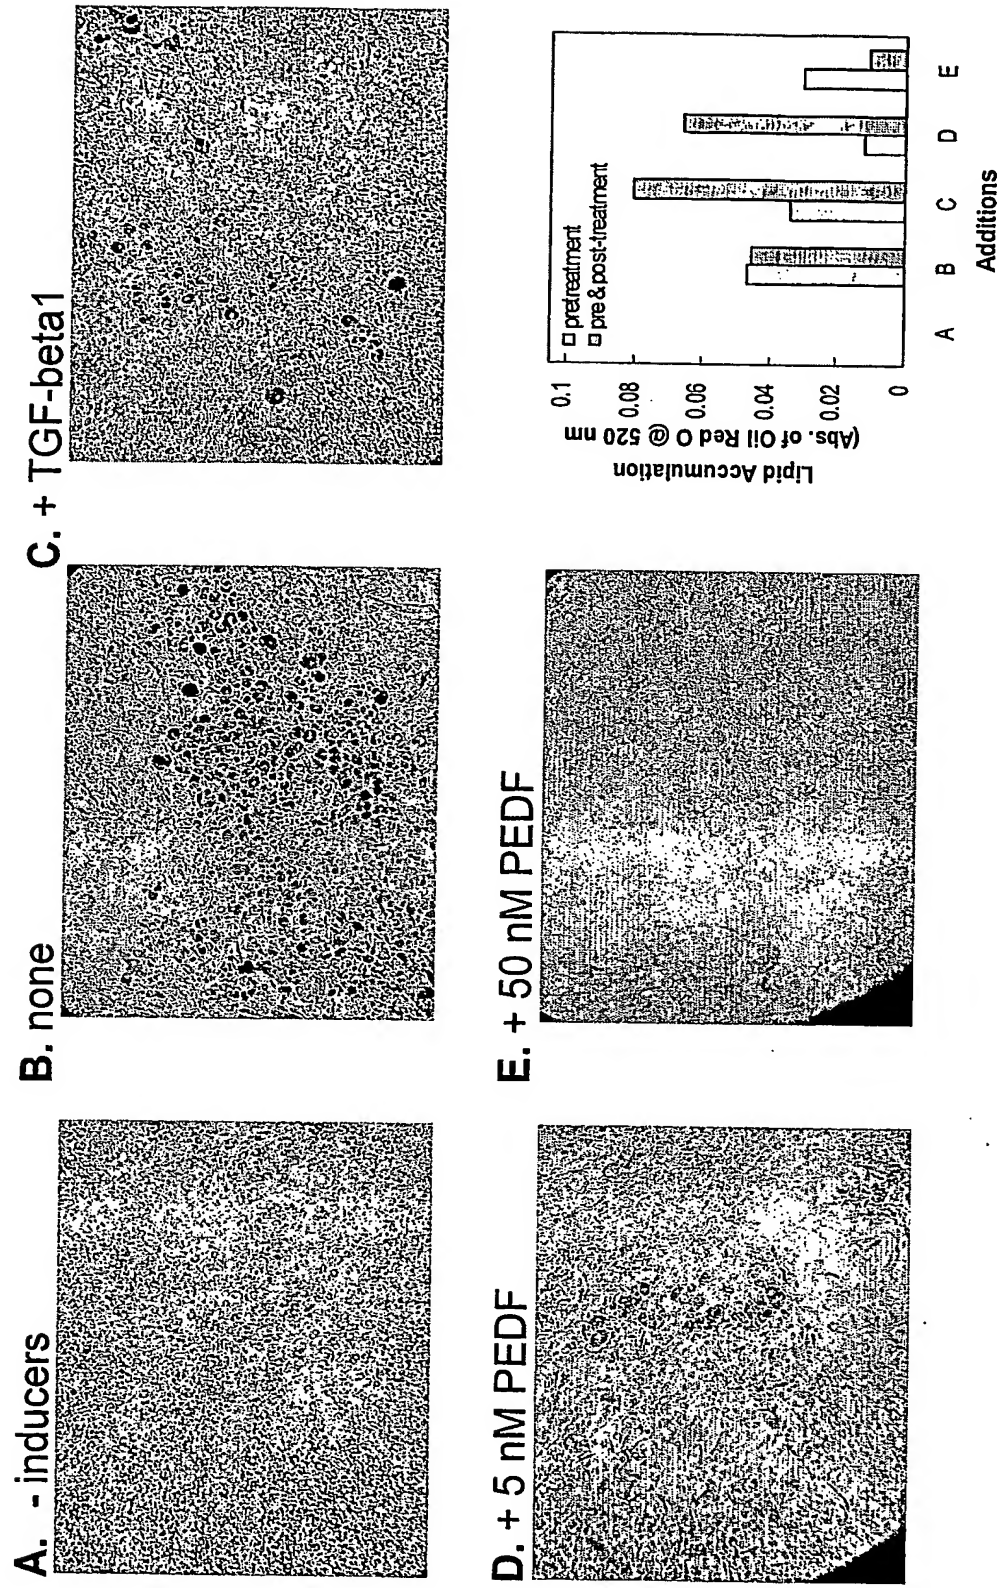 A. - inducers
B. none
C. + TGF-beta1
D. + 5 nM PEDF
E. + 50 nM PEDF
Lipid Accumulation
(Abs. of Oil Red O @ 520 nm
0.1
0.08
0.06
0.04
0.02
0
pretreatment
pre & post-treatment
A B C D E
Additions